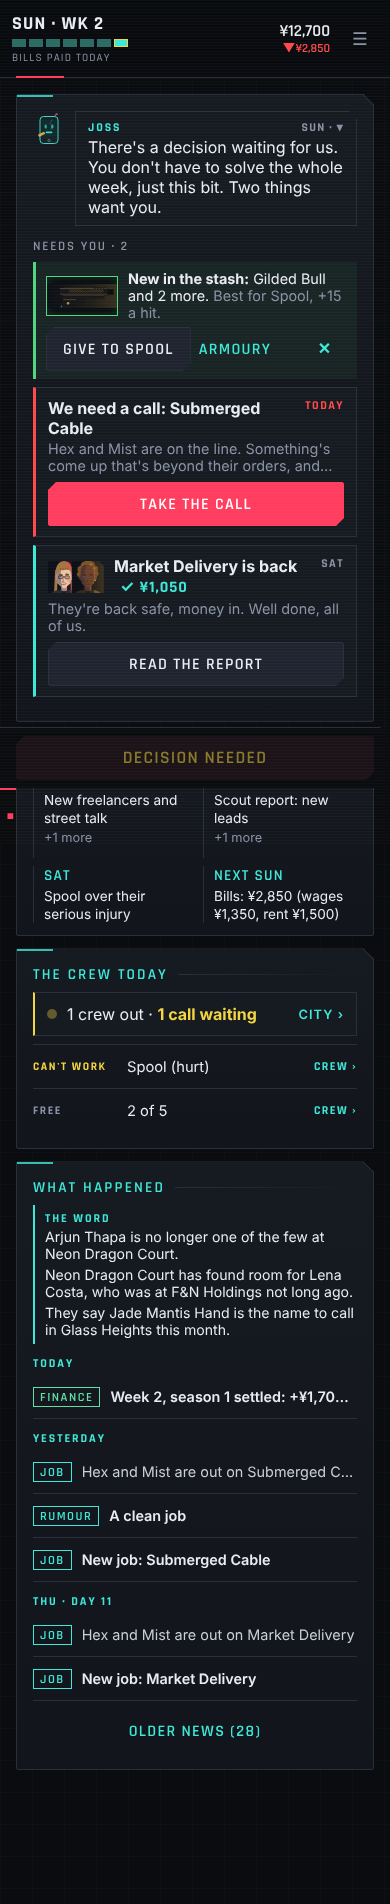 SUN · WK 2
BILLS PAID TODAY
¥12,700
▼¥2,850
☰
JOSS
SUN · ▼
There's a decision waiting for us.
You don't have to solve the whole
week, just this bit. Two things
want you.
NEEDS YOU · 2
New in the stash: Gilded Bull
and 2 more. Best for Spool, +15
a hit.
GIVE TO SPOOL
ARMOURY
✕
We need a call: Submerged
Cable
TODAY
Hex and Mist are on the line. Something's
come up that's beyond their orders, and...
TAKE THE CALL
Market Delivery is back
✓ ¥1,050
SAT
They're back safe, money in. Well done, all
of us.
READ THE REPORT
DECISION NEEDED
New freelancers and
street talk
+1 more
Scout report: new
leads
+1 more
SAT
Spool over their
serious injury
NEXT SUN
Bills: ¥2,850 (wages
¥1,350, rent ¥1,500)
THE CREW TODAY
1 crew out · 1 call waiting
CITY ›
CAN'T WORK
Spool (hurt)
CREW ›
FREE
2 of 5
CREW ›
WHAT HAPPENED
THE WORD
Arjun Thapa is no longer one of the few at
Neon Dragon Court.
Neon Dragon Court has found room for Lena
Costa, who was at F&N Holdings not long ago.
They say Jade Mantis Hand is the name to call
in Glass Heights this month.
TODAY
FINANCE
Week 2, season 1 settled: +¥1,70...
YESTERDAY
JOB
Hex and Mist are out on Submerged C...
RUMOUR
A clean job
JOB
New job: Submerged Cable
THU · DAY 11
JOB
Hex and Mist are out on Market Delivery
JOB
New job: Market Delivery
OLDER NEWS (28)